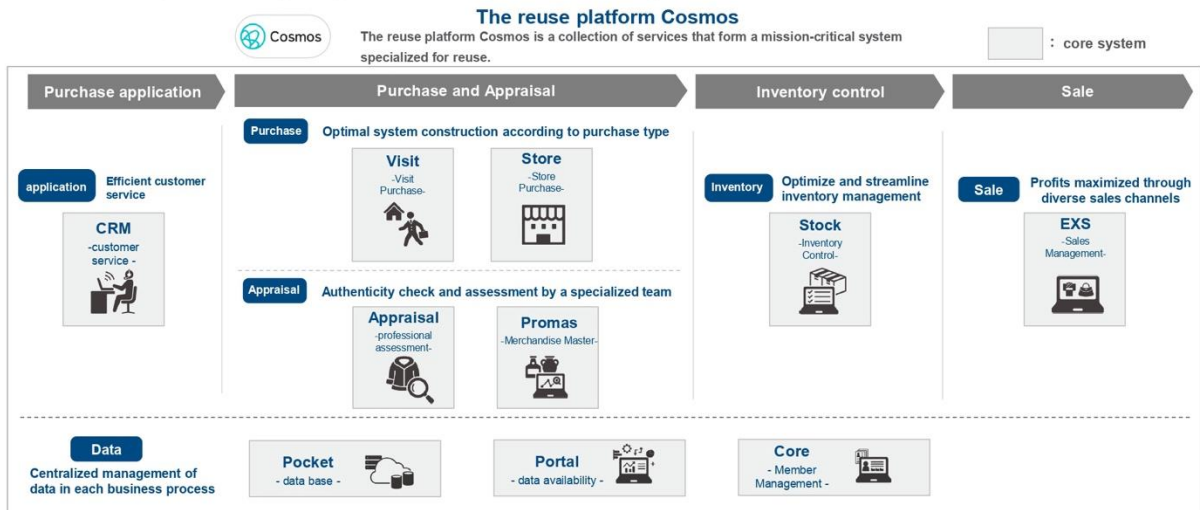 The reuse platform Cosmos
Cosmos
The reuse platform Cosmos is a collection of services that form a mission-critical system
specialized for reuse.
: core system
Purchase application
Purchase and Appraisal
Inventory control
Sale
application
Efficient customer
service
CRM
-customer
service -
Purchase
Optimal system construction according to purchase type
Visit
-Visit
Purchase-
Store
-Store
Purchase-
Appraisal
Authenticity check and assessment by a specialized team
Appraisal
-professional
assessment-
Promas
-Merchandise Master-
Inventory
Optimize and streamline
inventory management
Stock
-Inventory
Control-
Sale
Profits maximized through
diverse sales channels
EXS
-Sales
Management-
Data
Centralized management of
data in each business process
Pocket
- data base -
Portal
- data availability -
Core
- Member
Management -